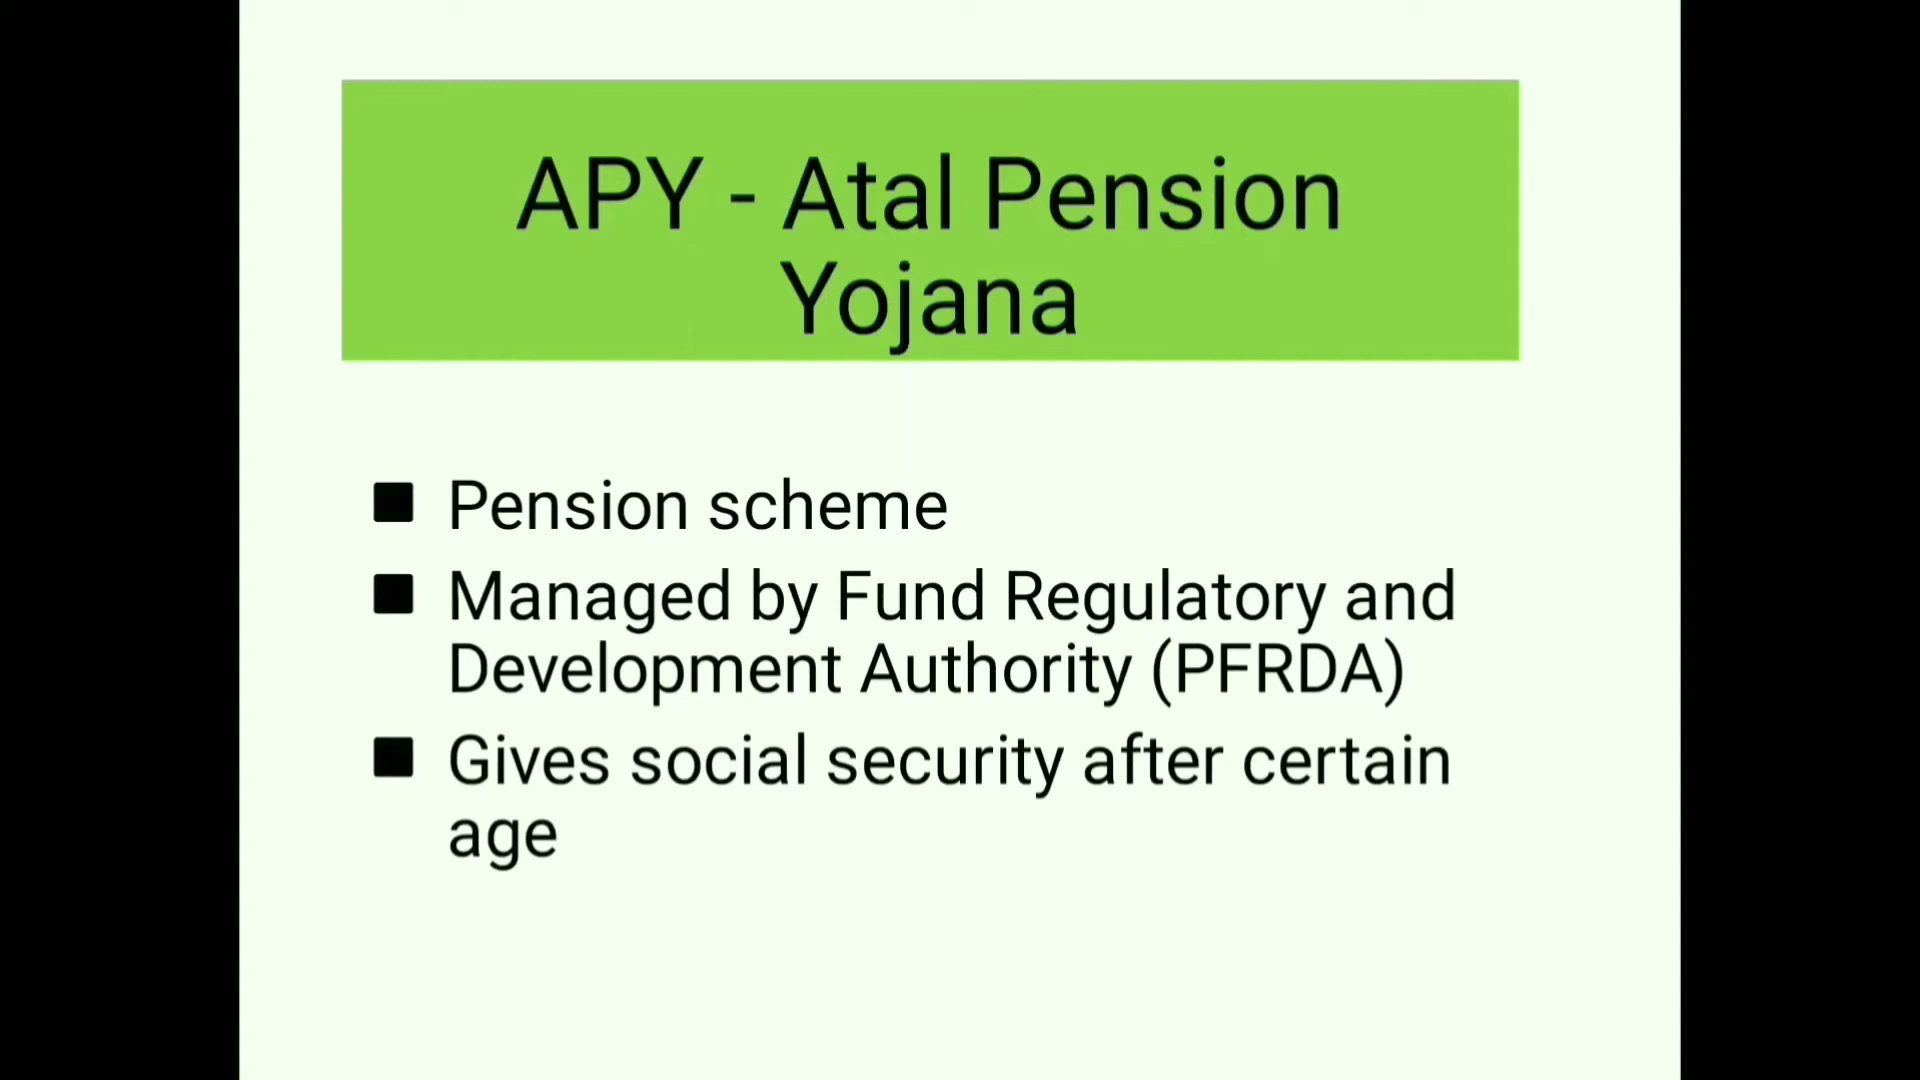 APY - Atal Pension
Yojana
Pension scheme
Managed by Fund Regulatory and
Development Authority (PFRDA)
Gives social security after certain
age